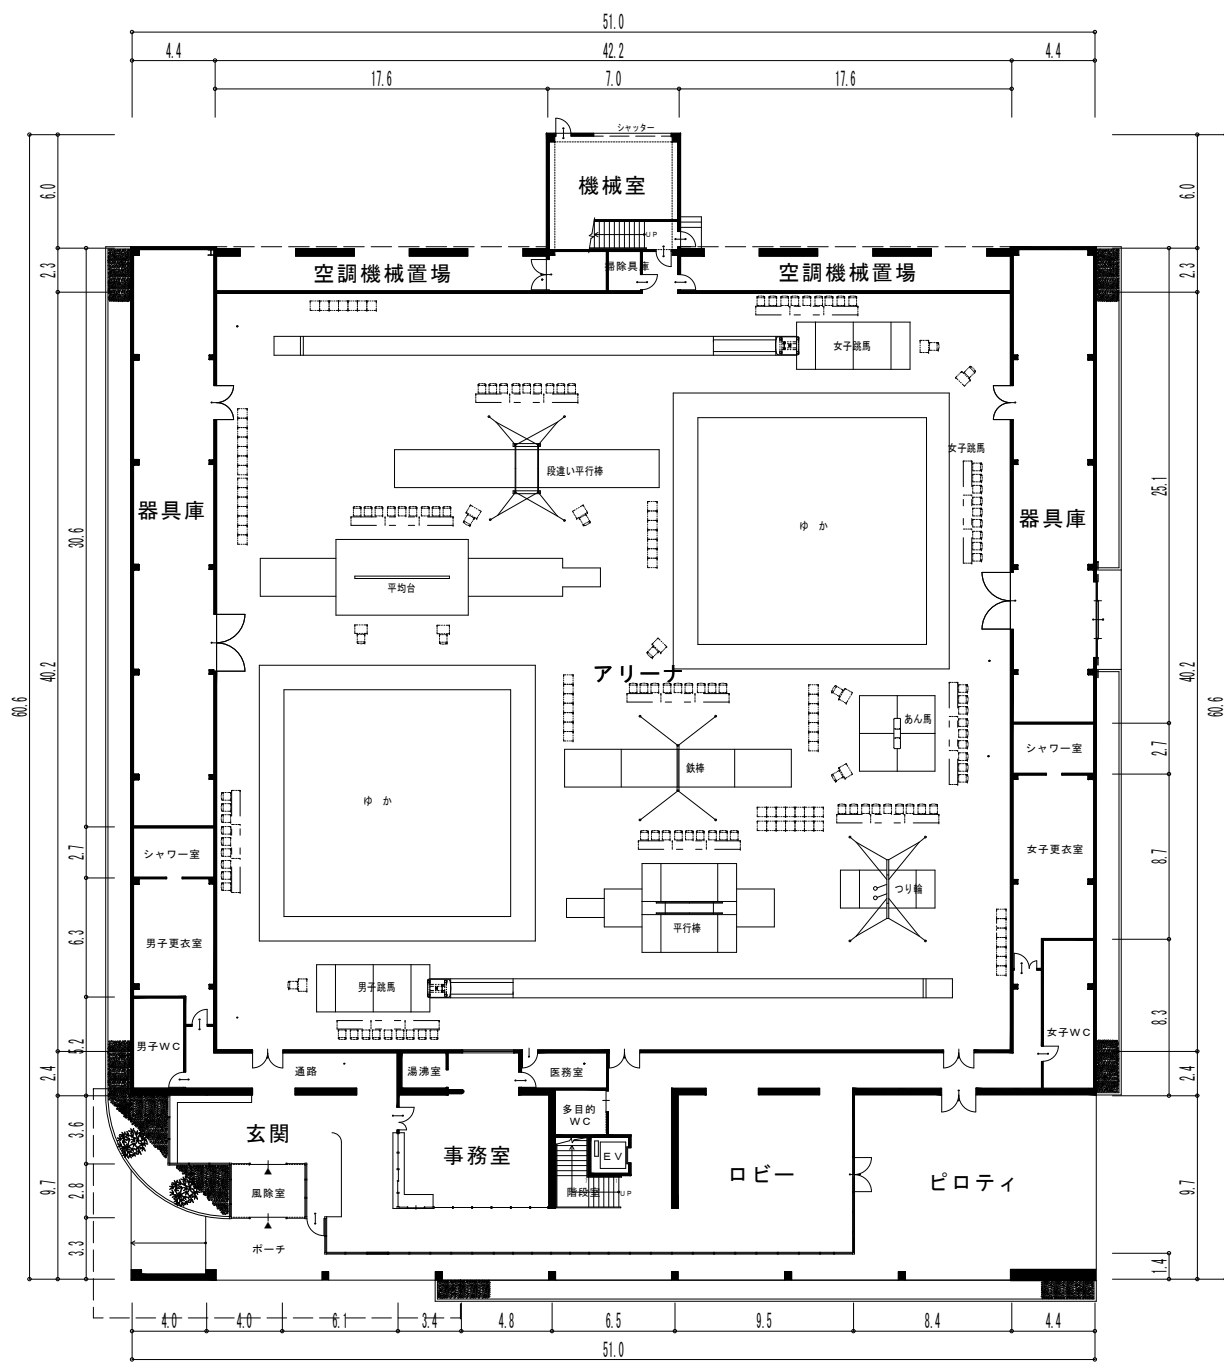 51.0
4.4
42.2
4.4
17.6
7.0
17.6
シャッター
機械室
UP
6.0
6.0
2.3
空調機械置場
掃除具庫
空調機械置場
2.3
女子跳馬
女子跳馬
段違い平行棒
30.6
器具庫
ゆ か
器具庫
25.1
平均台
60.6
40.2
アリーナ
40.2
60.6
あん馬
シャワー室
2.7
鉄棒
ゆ か
シャワー室
2.7
女子更衣室
8.7
つり輪
平行棒
6.3
男子更衣室
男子跳馬
男子WC
5.2
女子WC
8.3
通路
湯沸室
医務室
2.4
2.4
多目的
WC
3.6
玄関
事務室
EV
ロビー
ピロティ
9.7
2.8
風除室
階段室
UP
9.7
3.3
ポーチ
1.4
4.0
4.0
6.1
3.4
4.8
6.5
9.5
8.4
4.4
51.0